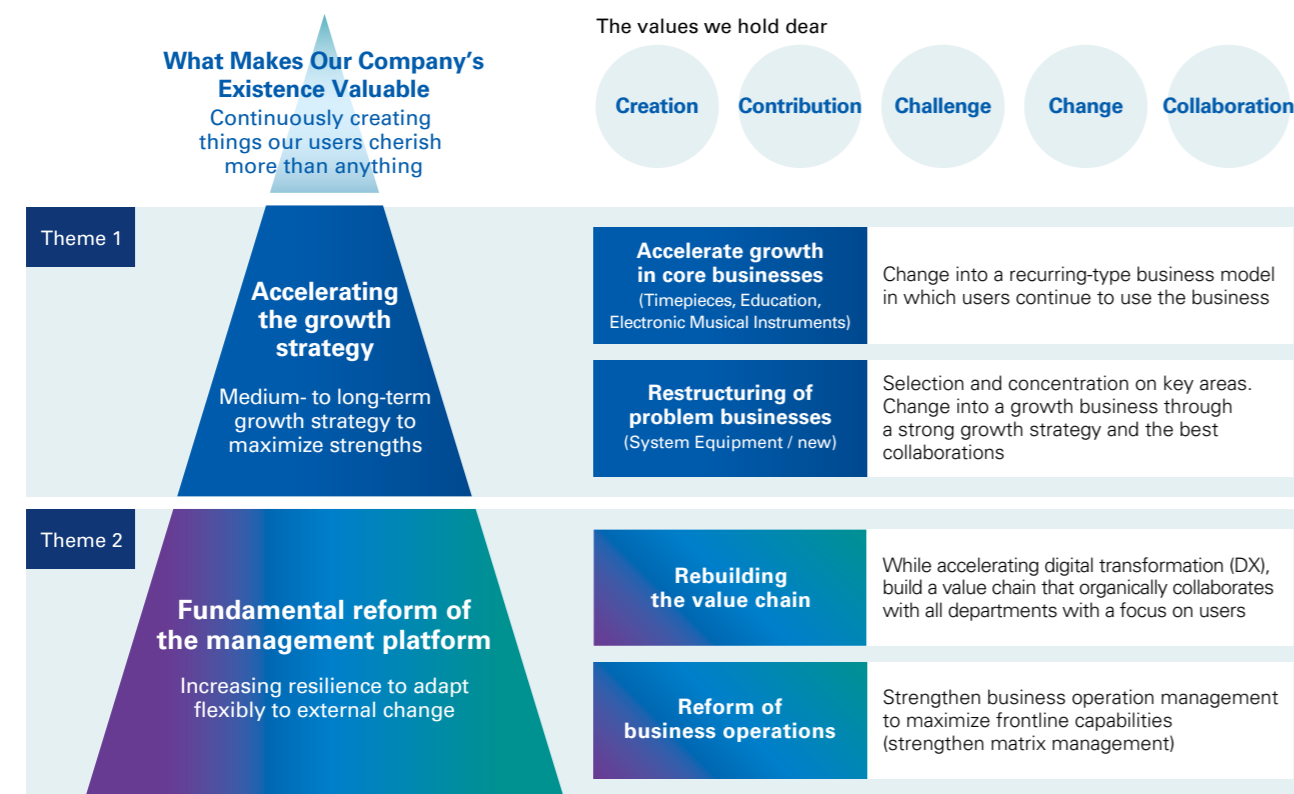 What Makes Our Company's
Existence Valuable
Continuously creating
things our users cherish
more than anything
The values we hold dear
Creation
Contribution
Challenge
Change
Collaboration
Theme 1
Accelerating
the growth
strategy
Medium- to long-term
growth strategy to
maximize strengths
Accelerate growth
in core businesses
(Timepieces, Education,
Electronic Musical Instruments)
Change into a recurring-type business model
in which users continue to use the business
Restructuring of
problem businesses
(System Equipment / new)
Selection and concentration on key areas.
Change into a growth business through
a strong growth strategy and the best
collaborations
Theme 2
Fundamental reform of
the management platform
Increasing resilience to adapt
flexibly to external change
Rebuilding
the value chain
While accelerating digital transformation (DX),
build a value chain that organically collaborates
with all departments with a focus on users
Reform of
business operations
Strengthen business operation management
to maximize frontline capabilities
(strengthen matrix management)